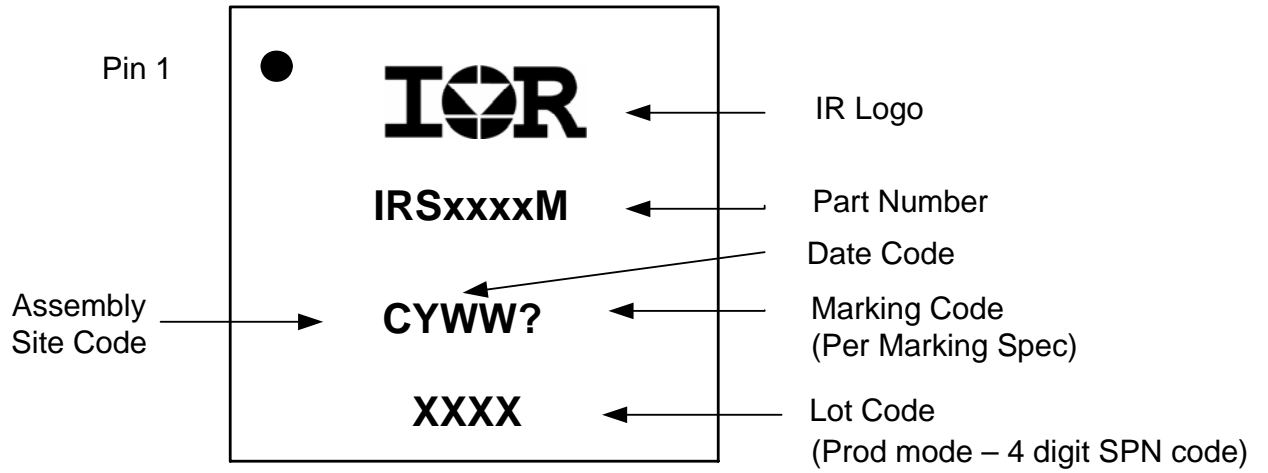 Pin 1
IOR
IR Logo
IRSxxxxM
Part Number
Date Code
Assembly
Site Code
CYWW?
Marking Code
(Per Marking Spec)
XXXX
Lot Code
(Prod mode – 4 digit SPN code)